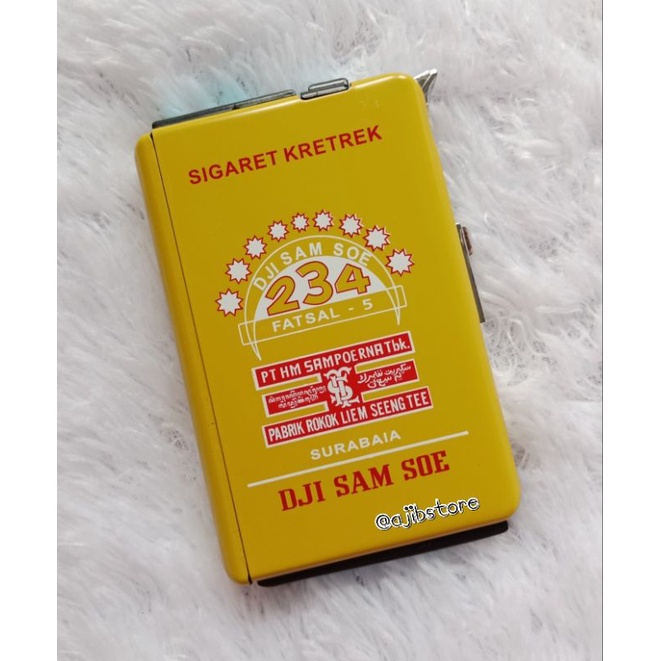 SIGARET KRETREK
DJI SAM SOE
234
FATSAL - 5
PT HM SAMPOERNA Tbk.
PABRIK ROKOK LIEM SEENG TEE
SURABAIA
DJI SAM SOE
@ajibstore